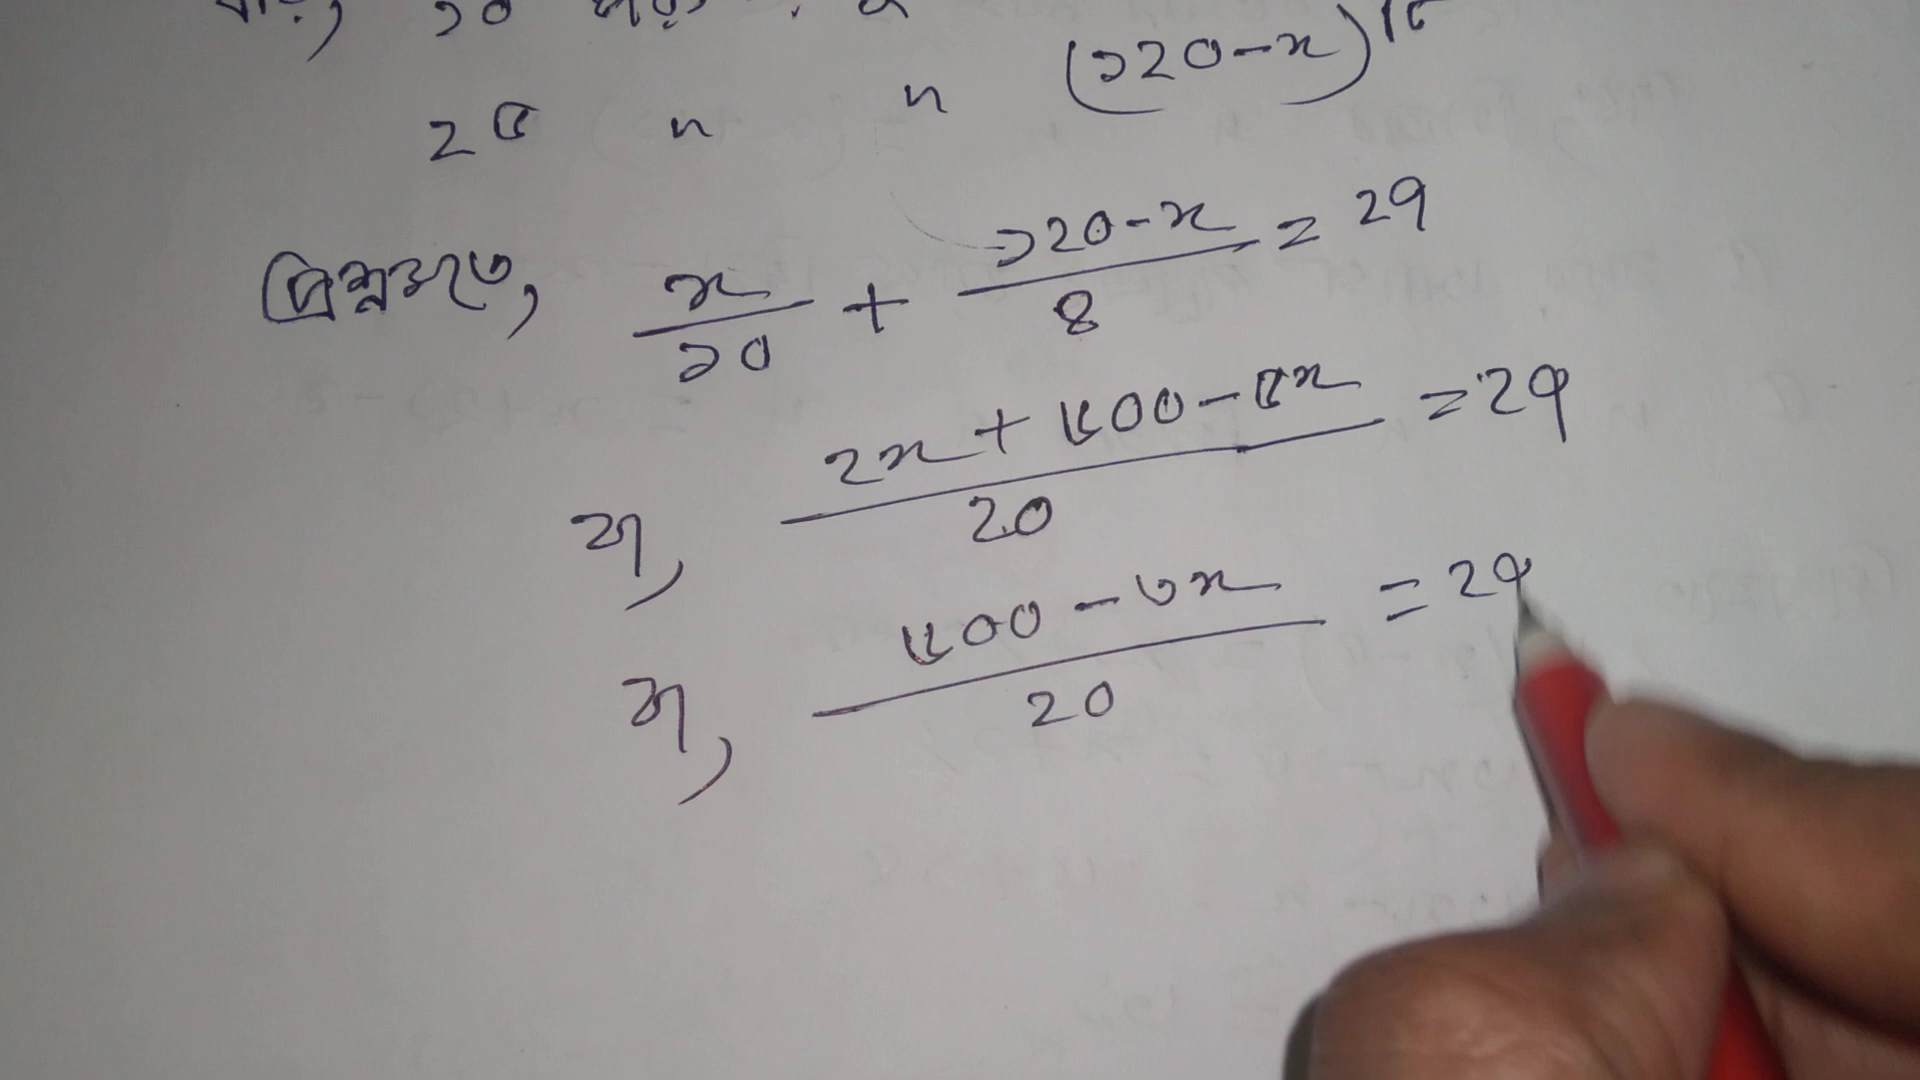 ২৫ " " (১২০-x)টি
প্রশ্নমতে, x/১০ + ১২০-x/৪ = ২৭
বা, ২x + ৬০০ - ৫x/২০ = ২৭
বা, ৬০০ - ৩x/২০ = ২৭